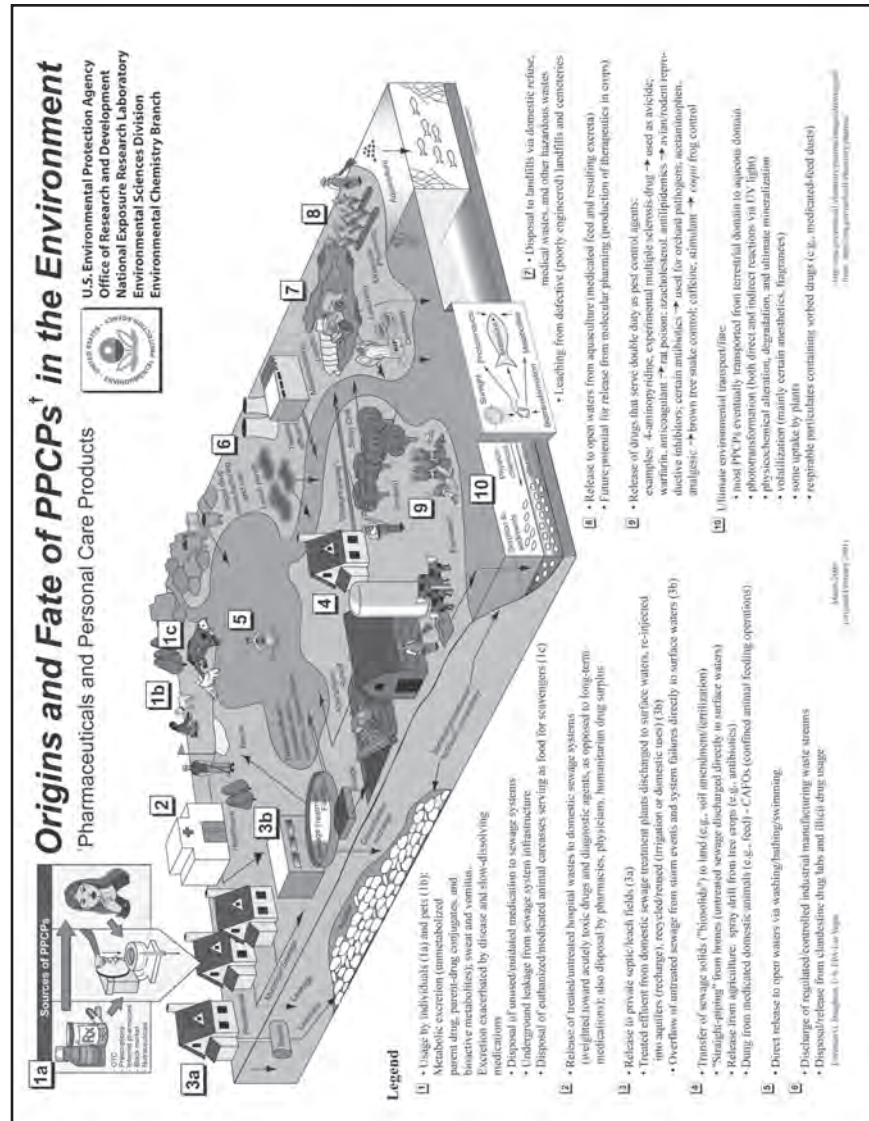 Origins and Fate of PPCPs† in the Environment
†Pharmaceuticals and Personal Care Products
U.S. Environmental Protection Agency
Office of Research and Development
National Exposure Research Laboratory
Environmental Sciences Division
Environmental Chemistry Branch
1a
Sources of PPCPs
Rx
OTC
1b
1c
2
3a
3b
4
5
6
7
8
9
10
Legend
1 • Usage by individuals (1a) and pets (1b):
Metabolic excretion (unmetabolized
parent drug, parent-drug conjugates, and
bioactive metabolites); sweat and vomitus.
Excretion exacerbated by disease and slow-dissolving
medications
• Disposal of unused/outdated medication to sewage systems
• Underground leakage from sewage system infrastructure
• Disposal of euthanized/medicated animal carcasses serving as food for scavengers (1c)
2 • Release of treated/untreated hospital wastes to domestic sewage systems
(weighted toward acutely toxic drugs and diagnostic agents, as opposed to long-term
medications); also disposal by pharmacies, physicians, humanitarian drug surplus
3 • Release to private septic/leach fields (3a)
• Treated effluent from domestic sewage treatment plants discharged to surface waters, re-injected
into aquifers (recharge), recycled/reused (irrigation or domestic uses) (3b)
• Overflow of untreated sewage from storm events and system failures directly to surface waters (3b)
4 • Transfer of sewage solids ("biosolids") to land (e.g., soil amendment/fertilization)
• "Straight-piping" from homes (untreated sewage discharged directly to surface waters)
• Release from agriculture: spray drift from tree crops (e.g., antibiotics)
• Dung from medicated domestic animals (e.g., feed) - CAFOs (confined animal feeding operations)
5 • Direct release to open waters via washing/bathing/swimming
6 • Discharge of regulated/controlled industrial manufacturing waste streams
• Disposal/release from clandestine drug labs and illicit drug usage
7 • Disposal to landfills via domestic refuse,
medical wastes, and other hazardous wastes
• Leaching from defective (poorly engineered) landfills and cemeteries
8 • Release to open waters from aquaculture (medicated feed and resulting excreta)
• Future potential for release from molecular pharming (production of therapeutics in crops)
9 • Release of drugs that serve double duty as pest control agents:
examples: 4-aminopyridine, experimental multiple sclerosis drug → used as avicide;
warfarin, anticoagulant → rat poison; azacholesterol, antilipidemics → avian/rodent repro-
ductive inhibitors; certain antibiotics → used for orchard pathogens; acetaminophen,
analgesic → brown tree snake control; caffeine, stimulant → coqui frog control
10 Ultimate environmental transport/fate:
• most PPCPs eventually transported from terrestrial domain to aqueous domain
• phototransformation (both direct and indirect reactions via UV light)
• physicochemical alteration, degradation, and ultimate mineralization
• volatilization (mainly certain anesthetics, fragrances)
• some uptake by plants
• respirable particulates containing sorbed drugs (e.g., medicated-feed dusts)